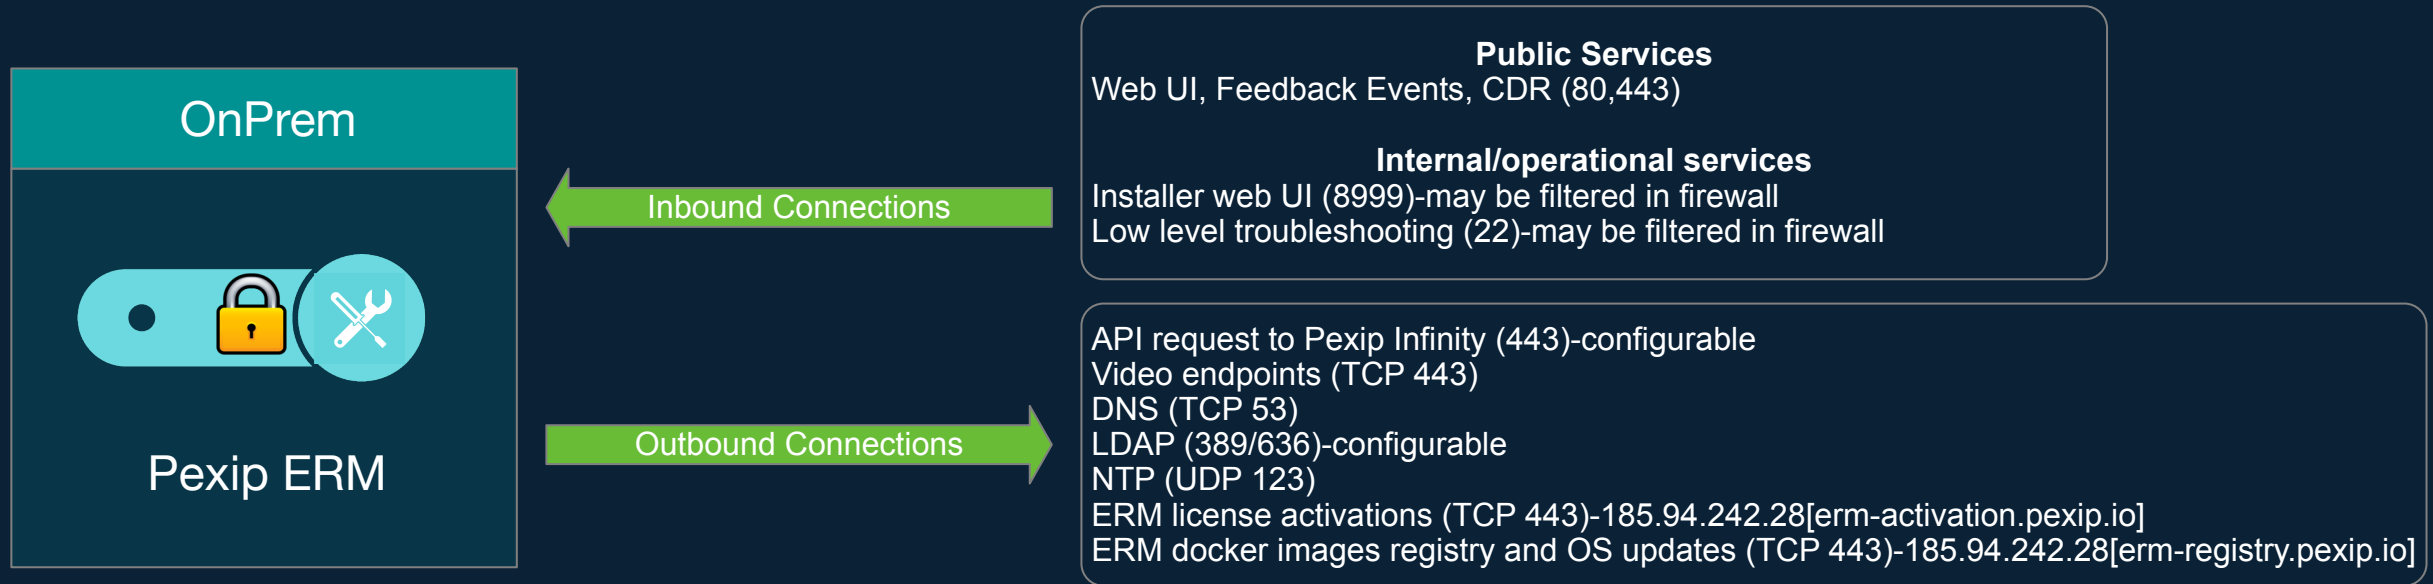 OnPrem
Pexip ERM
Inbound Connections
Outbound Connections
Public Services
Web UI, Feedback Events, CDR (80,443)
Internal/operational services
Installer web UI (8999)-may be filtered in firewall
Low level troubleshooting (22)-may be filtered in firewall
API request to Pexip Infinity (443)-configurable
Video endpoints (TCP 443)
DNS (TCP 53)
LDAP (389/636)-configurable
NTP (UDP 123)
ERM license activations (TCP 443)-185.94.242.28[erm-activation.pexip.io]
ERM docker images registry and OS updates (TCP 443)-185.94.242.28[erm-registry.pexip.io]